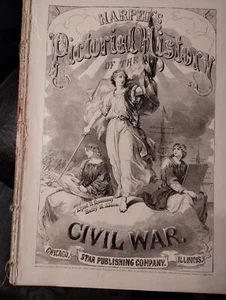 HARPER'S
Pictorial History
OF THE
CIVIL WAR.
CHICAGO,
STAR PUBLISHING COMPANY.
ILLINOIS.